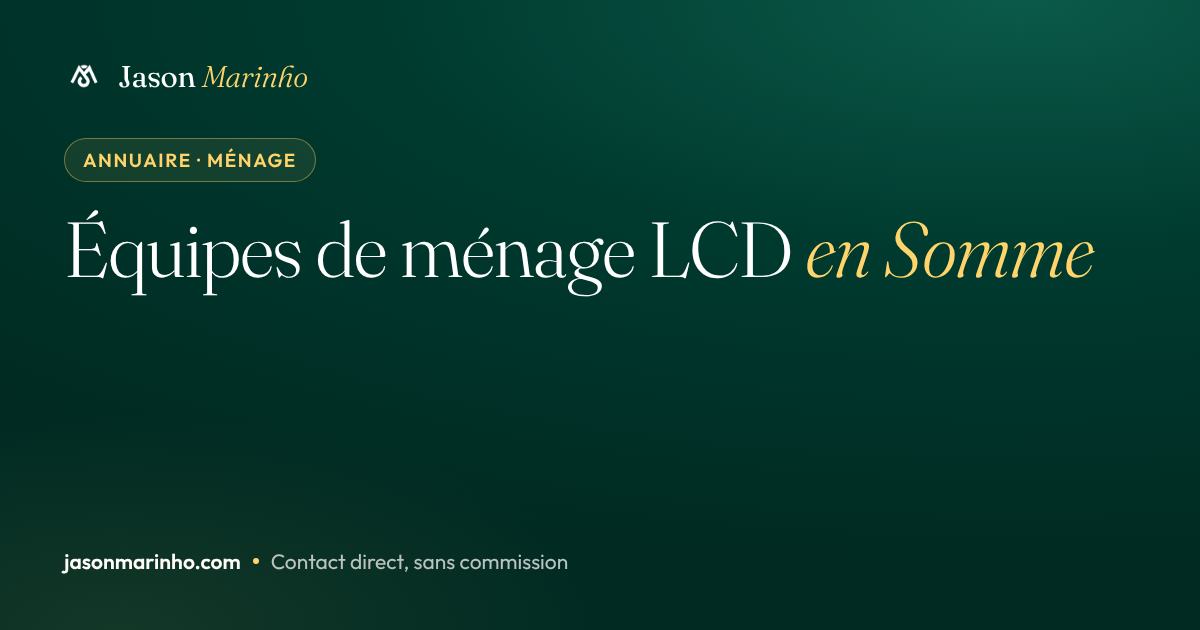 Jason Marinho
ANNUAIRE · MÉNAGE
Équipes de ménage LCD en Somme
jasonmarinho.com • Contact direct, sans commission